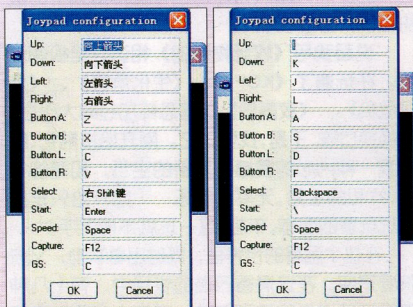 Joypad configuration
Up: 向上箭头
Down: 向下箭头
Left: 左箭头
Right: 右箭头
Button A: Z
Button B: X
Button L: C
Button R: V
Select: 右 Shift 键
Start: Enter
Speed: Space
Capture: F12
GS: C
OK Cancel
Joypad configuration
Up:
Down: K
Left: J
Right: L
Button A: A
Button B: S
Button L: D
Button R: F
Select: Backspace
Start: \
Speed: Space
Capture: F12
GS: C
OK Cancel